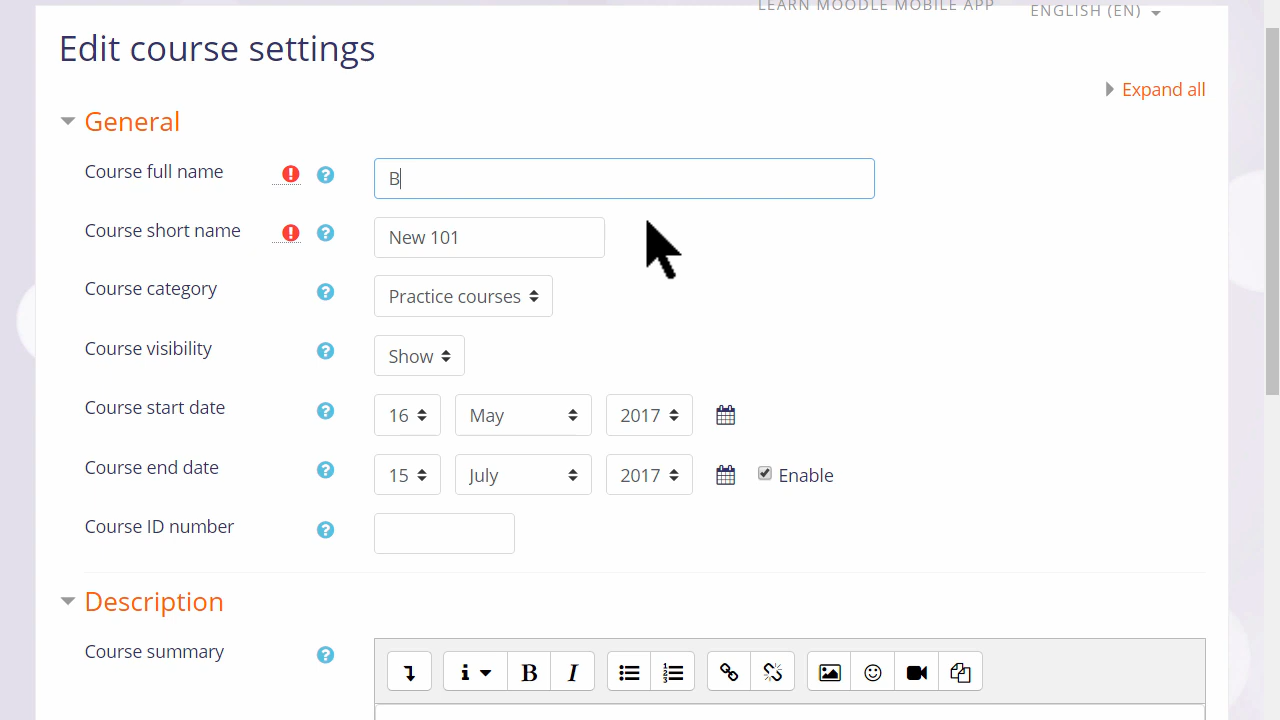 LEARN MOODLE MOBILE APP
ENGLISH (EN)
Edit course settings
Expand all
General
Course full name
B
Course short name
New 101
Course category
Practice courses
Course visibility
Show
Course start date
16 May 2017
Course end date
15 July 2017 Enable
Course ID number
Description
Course summary
B I